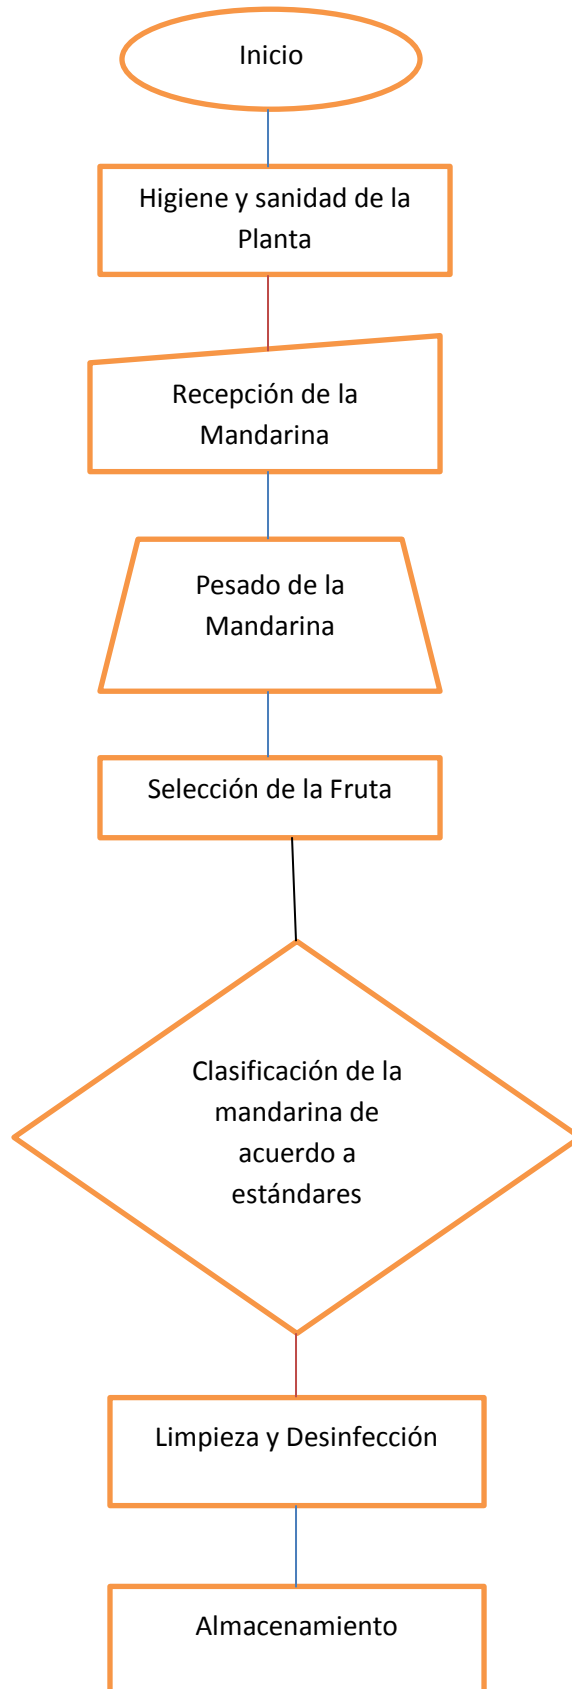 Inicio
Higiene y sanidad de la
Planta
Recepción de la
Mandarina
Pesado de la
Mandarina
Selección de la Fruta
Clasificación de la
mandarina de
acuerdo a
estándares
Limpieza y Desinfección
Almacenamiento